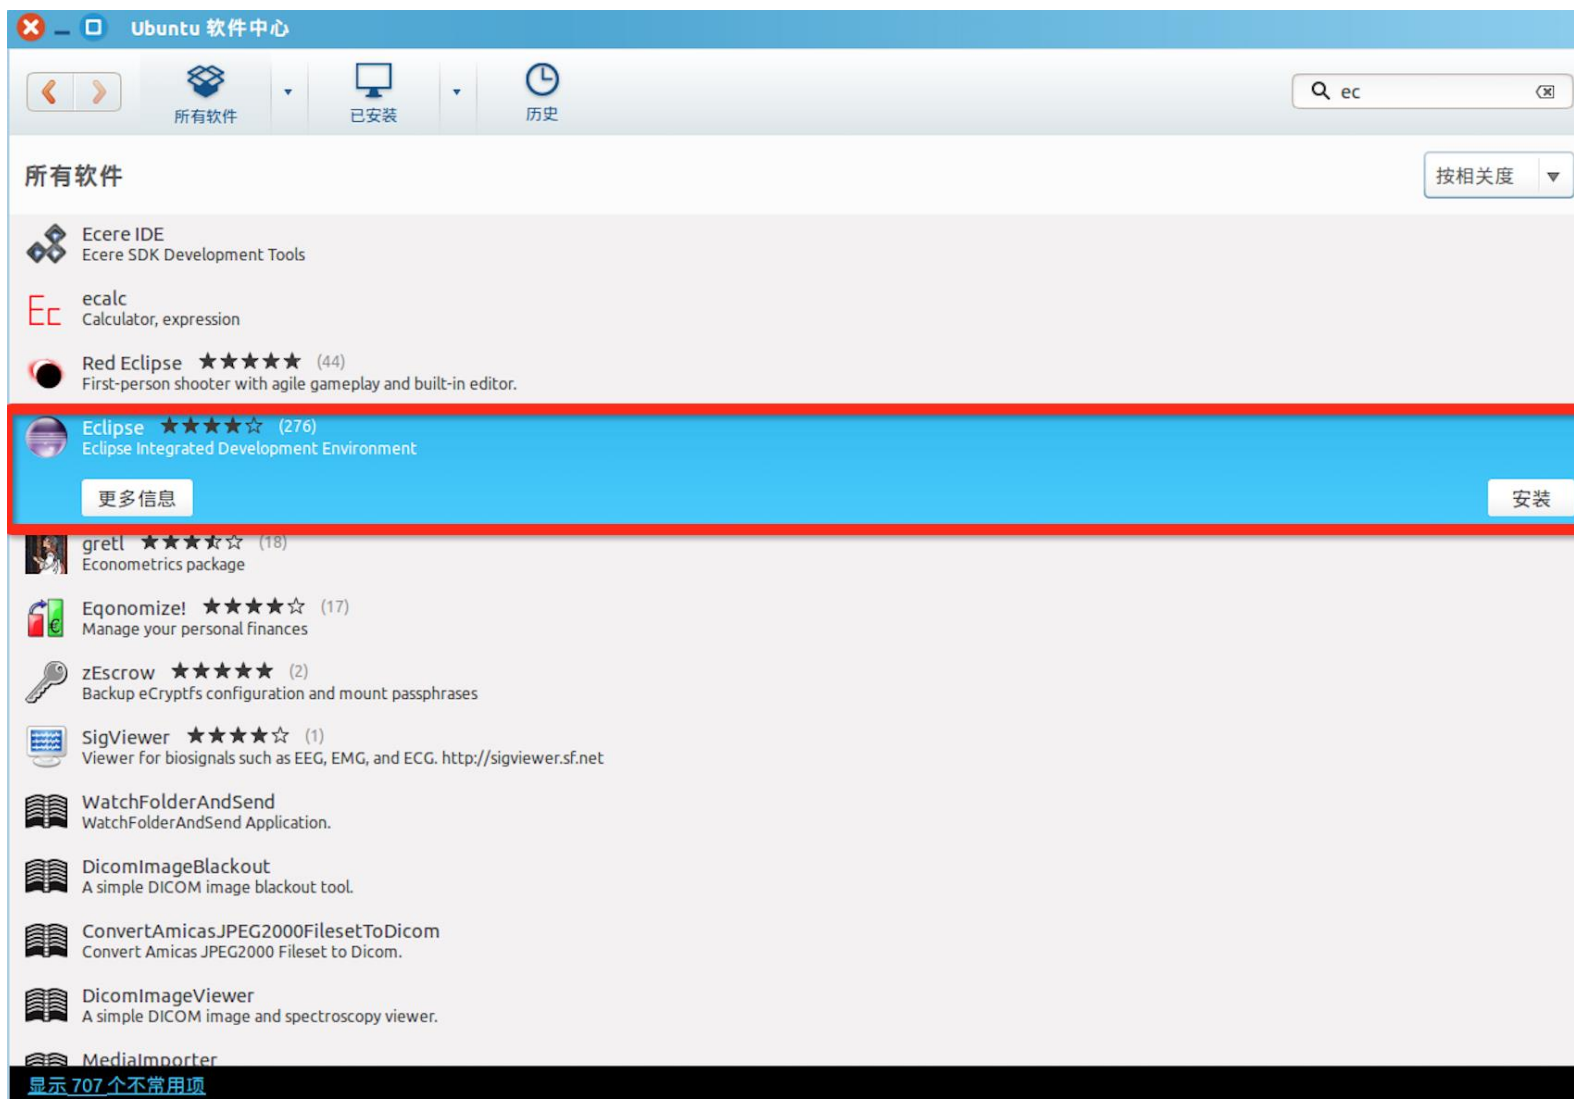 Ubuntu 软件中心
所有软件
已安装
历史
ec
所有软件
按相关度
Ecere IDE
Ecere SDK Development Tools
Ec
ecalc
Calculator, expression
Red Eclipse ★★★★★ (44)
First-person shooter with agile gameplay and built-in editor.
Eclipse ★★★★☆ (276)
Eclipse Integrated Development Environment
更多信息
安装
gretl (18)
Econometrics package
Eqonomize! ★★★★☆ (17)
Manage your personal finances
zEscrow ★★★★★ (2)
Backup eCryptfs configuration and mount passphrases
SigViewer ★★★★☆ (1)
Viewer for biosignals such as EEG, EMG, and ECG. http://sigviewer.sf.net
WatchFolderAndSend
WatchFolderAndSend Application.
DicomImageBlackout
A simple DICOM image blackout tool.
ConvertAmicasJPEG2000FilesetToDicom
Convert Amicas JPEG2000 Fileset to Dicom.
DicomImageViewer
A simple DICOM image and spectroscopy viewer.
MediaImporter
显示 707 个不常用项